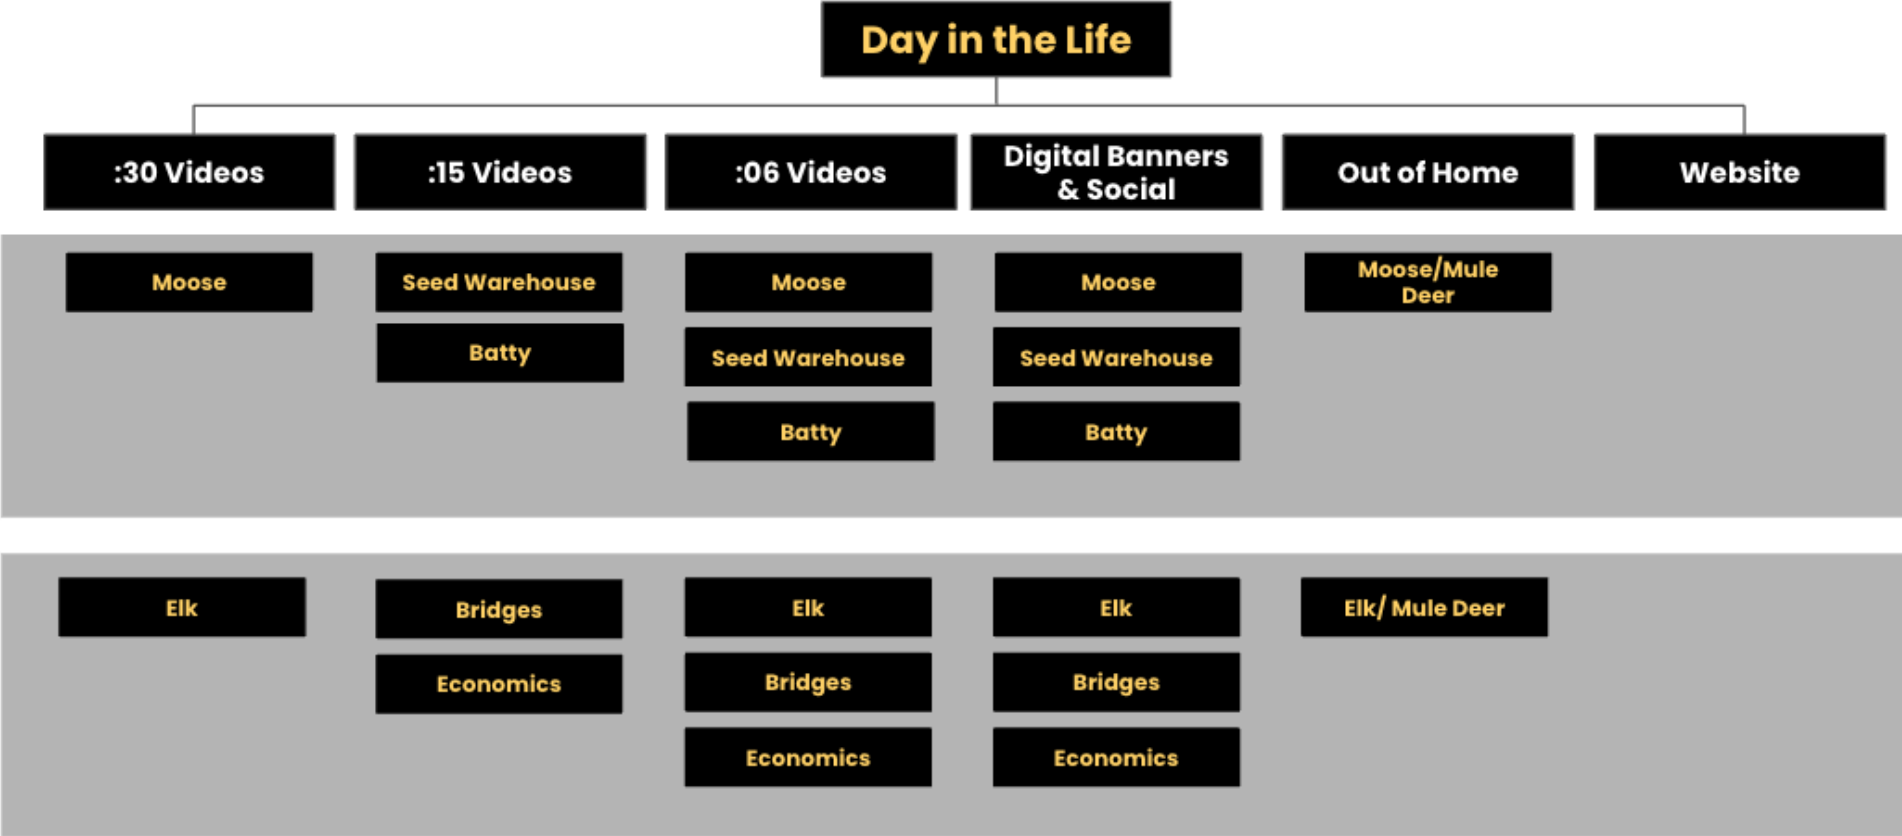 Day in the Life
:30 Videos
:15 Videos
:06 Videos
Digital Banners
& Social
Out of Home
Website
Moose
Seed Warehouse
Moose
Moose
Moose/Mule
Deer
Batty
Seed Warehouse
Seed Warehouse
Batty
Batty
Elk
Bridges
Elk
Elk
Elk/ Mule Deer
Economics
Bridges
Bridges
Economics
Economics